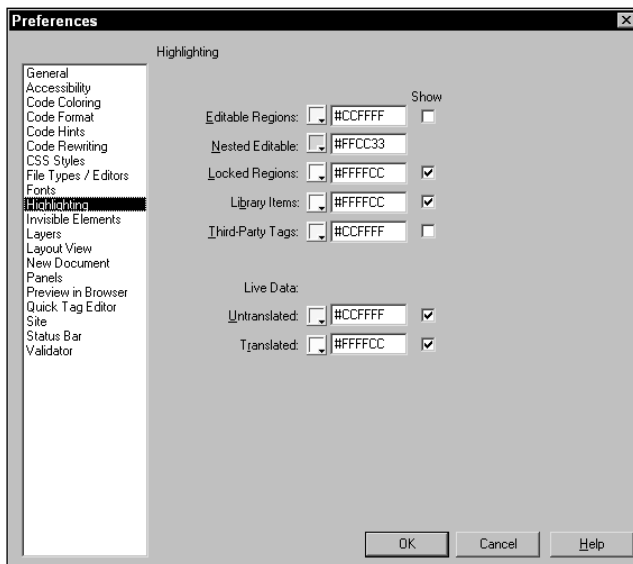 Preferences
Highlighting
General
Accessibility
Code Coloring
Code Format
Code Hints
Code Rewriting
CSS Styles
File Types / Editors
Fonts
Highlighting
Invisible Elements
Layers
Layout View
New Document
Panels
Preview in Browser
Quick Tag Editor
Site
Status Bar
Validator
Show
Editable Regions: #CCFFFF
Nested Editable: #FFCC33
Locked Regions: #FFFFCC
Library Items: #FFFFCC
Third-Party Tags: #CCFFFF
Live Data:
Untranslated: #CCFFFF
Translated: #FFFFCC
OK Cancel Help